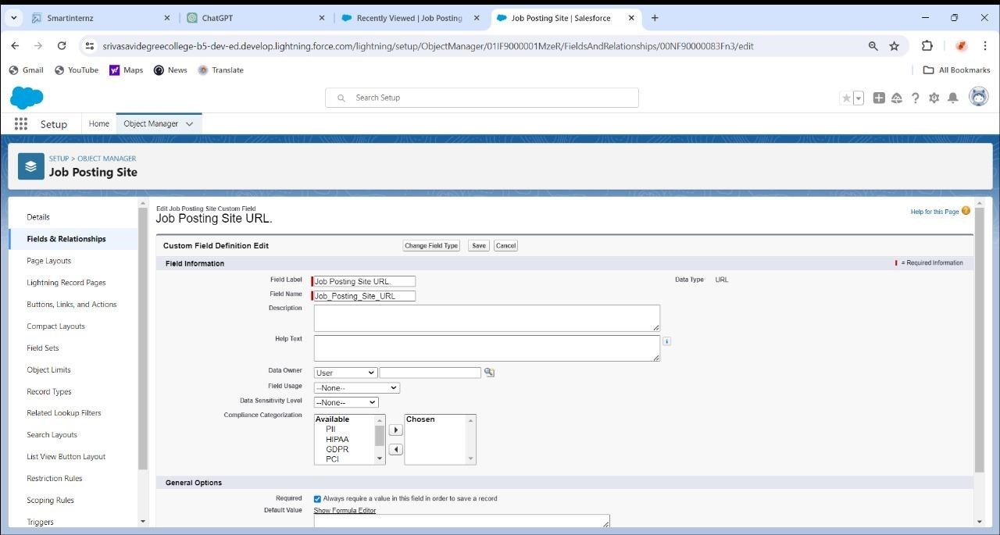 Smartinternz
ChatGPT
Recently Viewed | Job Posting
Job Posting Site | Salesforce
srivasavidegreecollege-b5-dev-ed.develop.lightning.force.com/lightning/setup/ObjectManager/01IF9000001MzeR/FieldsAndRelationships/00NF90000083Fn3/edit
Gmail
YouTube
Maps
News
Translate
All Bookmarks
Search Setup
Setup
Home
Object Manager
SETUP > OBJECT MANAGER
Job Posting Site
Details
Fields & Relationships
Page Layouts
Lightning Record Pages
Buttons, Links, and Actions
Compact Layouts
Field Sets
Object Limits
Record Types
Related Lookup Filters
Search Layouts
List View Button Layout
Restriction Rules
Scoping Rules
Triggers
Edit Job Posting Site Custom Field
Job Posting Site URL.
Help for this Page
Custom Field Definition Edit
Change Field Type
Save
Cancel
Field Information
= Required Information
Field Label Job Posting Site URL.
Data Type URL
Field Name Job_Posting_Site_URL
Description
Help Text
Data Owner User
Field Usage --None--
Data Sensitivity Level --None--
Compliance Categorization
Available
PII
HIPAA
GDPR
PCI
Chosen
General Options
Required Always require a value in this field in order to save a record
Default Value Show Formula Editor